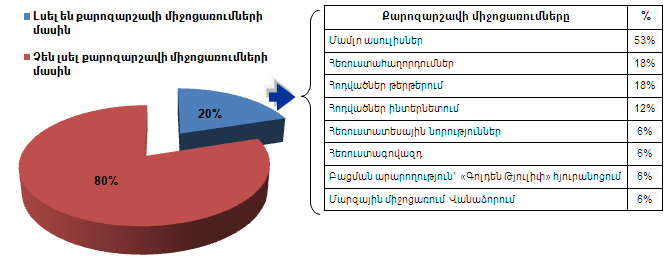 Լսել են քարոզարշավի միջոցառումների
մասին
Չեն լսել քարոզարշավի միջոցառումների
մասին
20%
80%
Քարոզարշավի միջոցառումները %
Մամլո ասուլիսներ 53%
Հեռուստահաղորդումներ 18%
Հոդվածներ թերթերում 18%
Հոդվածներ ինտերնետում 12%
Հեռուստատեսային նորություններ 6%
Հեռուստագովազդ 6%
Բացման արարողություն՝ «Գոլդեն Թյուլիփ» հյուրանոցում 6%
Մարզային միջոցառում Վանաձորում 6%